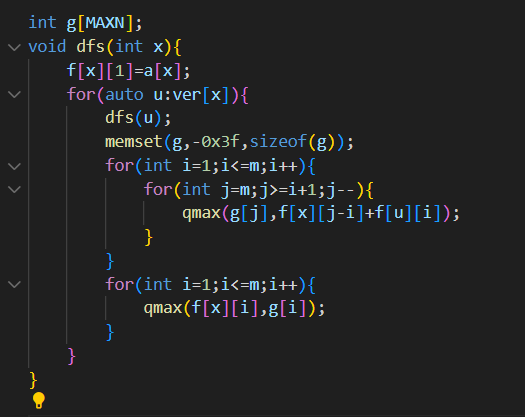 int g[MAXN];
void dfs(int x){
    f[x][1]=a[x];
    for(auto u:ver[x]){
        dfs(u);
        memset(g,-0x3f,sizeof(g));
        for(int i=1;i<=m;i++){
            for(int j=m;j>=i+1;j--){
                qmax(g[j],f[x][j-i]+f[u][i]);
            }
        }
        for(int i=1;i<=m;i++){
            qmax(f[x][i],g[i]);
        }
    }
}